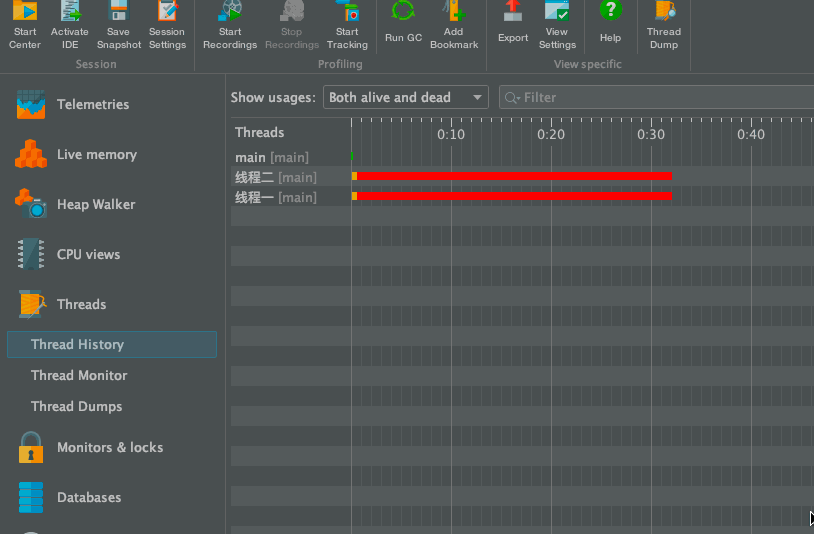 Start Center
Activate IDE
Save Snapshot
Session Settings
Start Recordings
Stop Recordings
Start Tracking
Run GC
Add Bookmark
Export
View Settings
Help
Thread Dump
Session
Profiling
View specific
Telemetries
Live memory
Heap Walker
CPU views
Threads
Thread History
Thread Monitor
Thread Dumps
Monitors & locks
Databases
Show usages: Both alive and dead Filter
Threads 0:10 0:20 0:30 0:40
main [main]
线程二 [main]
线程一 [main]